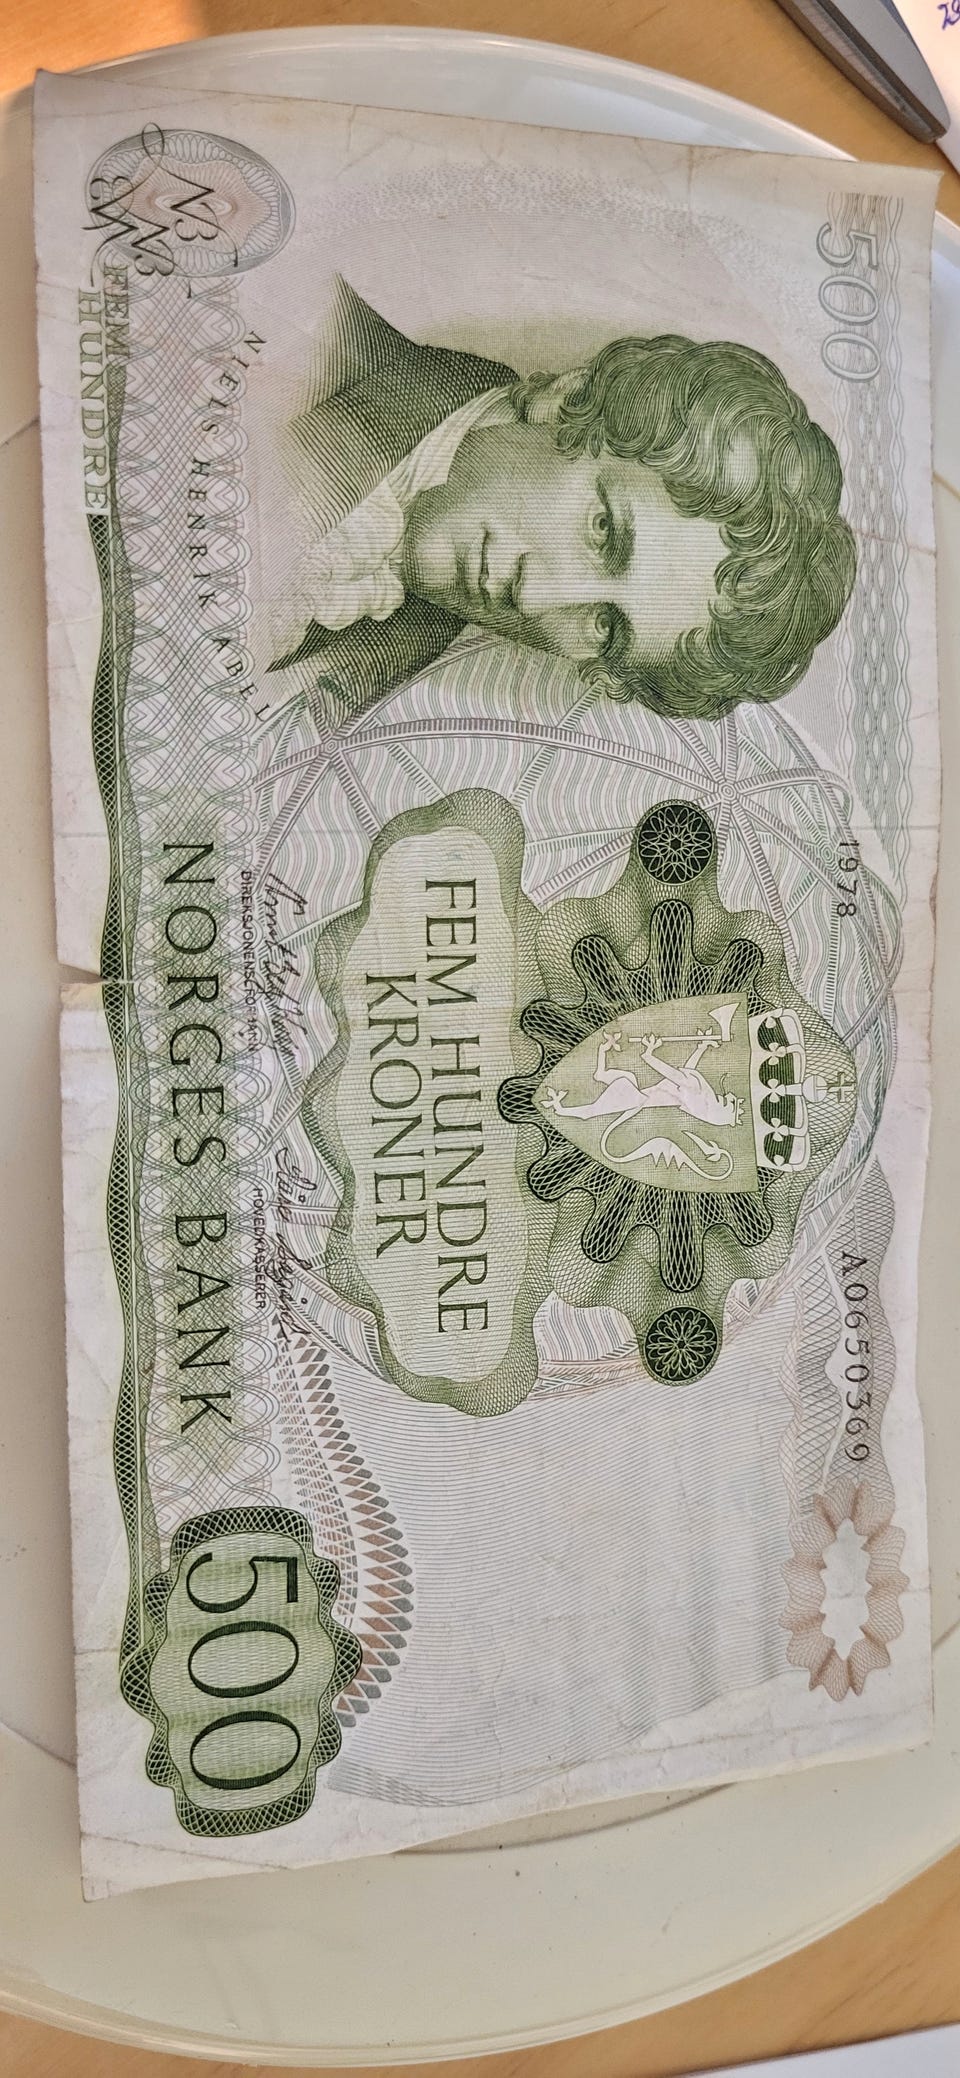 500
1978
A0650369
FEM HUNDRE
KRONER
NIELS HENRIK ABEL
DIREKSJONENS FORMANN
HOVEDKASSERER
NORGES BANK
FEM
HUNDRE
500